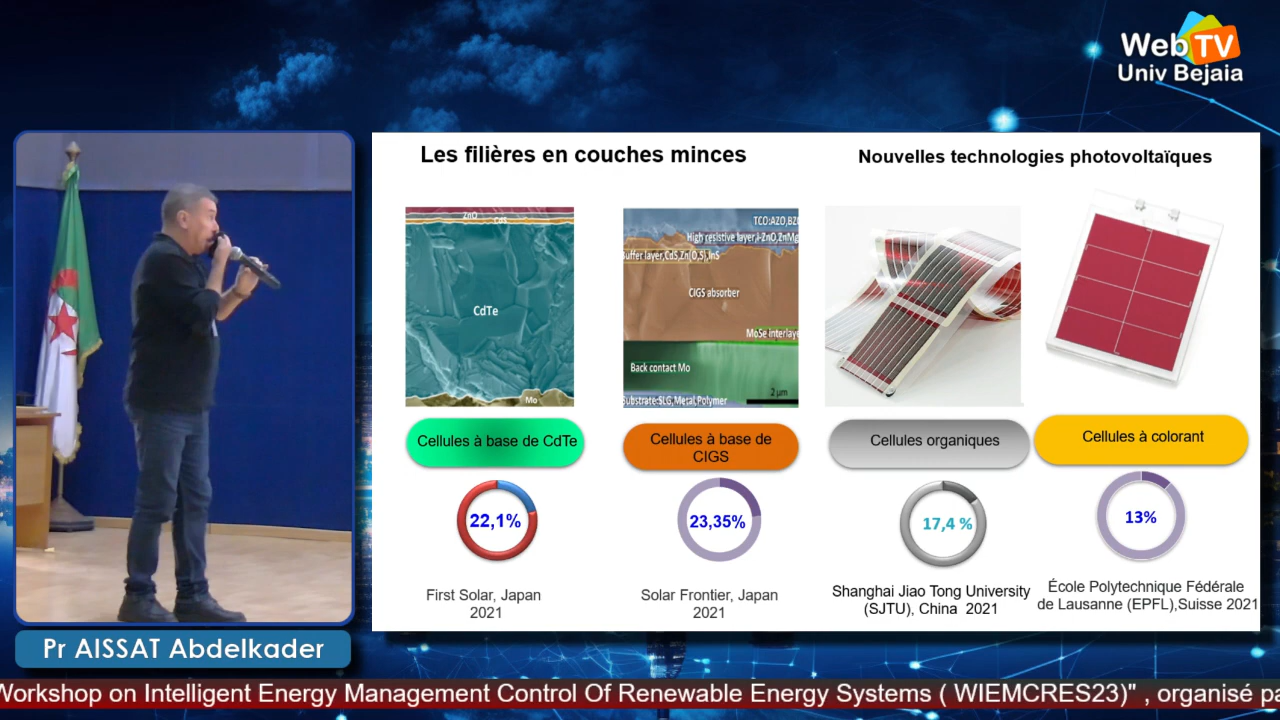 Web TV
Univ Bejaia
Les filières en couches minces
Nouvelles technologies photovoltaïques
ZnO
CdS
CdTe
Mo
TCO:AZO,BZO
High resistive layer,i-ZnO,ZnMg
Buffer layer,CdS,Zn(O,S),InS
CIGS absorber
MoSe interlaye
Back contact Mo
2 µm
Substrate:SLG,Metal,Polymer
Cellules à base de CdTe
Cellules à base de
CIGS
Cellules organiques
Cellules à colorant
22,1%
23,35%
17,4 %
13%
First Solar, Japan
2021
Solar Frontier, Japan
2021
Shanghai Jiao Tong University
(SJTU), China 2021
École Polytechnique Fédérale
de Lausanne (EPFL),Suisse 2021
Pr AISSAT Abdelkader
Workshop on Intelligent Energy Management Control Of Renewable Energy Systems ( WIEMCRES23)" , organisé pa